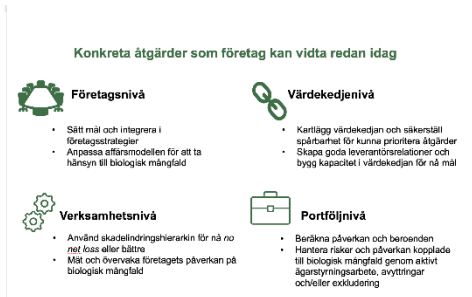 Konkreta åtgärder som företag kan vidta redan idag
Företagsnivå
• Sätt mål och integrera i
företagsstrategier
• Anpassa affärsmodellen för att ta
hänsyn till biologisk mångfald
Värdekedjenivå
• Kartlägg värdekedjan och säkerställ
spårbarhet för kunna prioritera åtgärder
• Skapa goda leverantörsrelationer och
bygg kapacitet i värdekedjan för nå mål
Verksamhetsnivå
• Använd skadelindringshierarkin för nå no
net loss eller bättre
• Mät och övervaka företagets påverkan på
biologisk mångfald
Portföljnivå
• Beräkna påverkan och beroenden
• Hantera risker och påverkan kopplade
till biologisk mångfald genom aktivt
ägarstyrningsarbete, avyttringar
och/eller exkludering